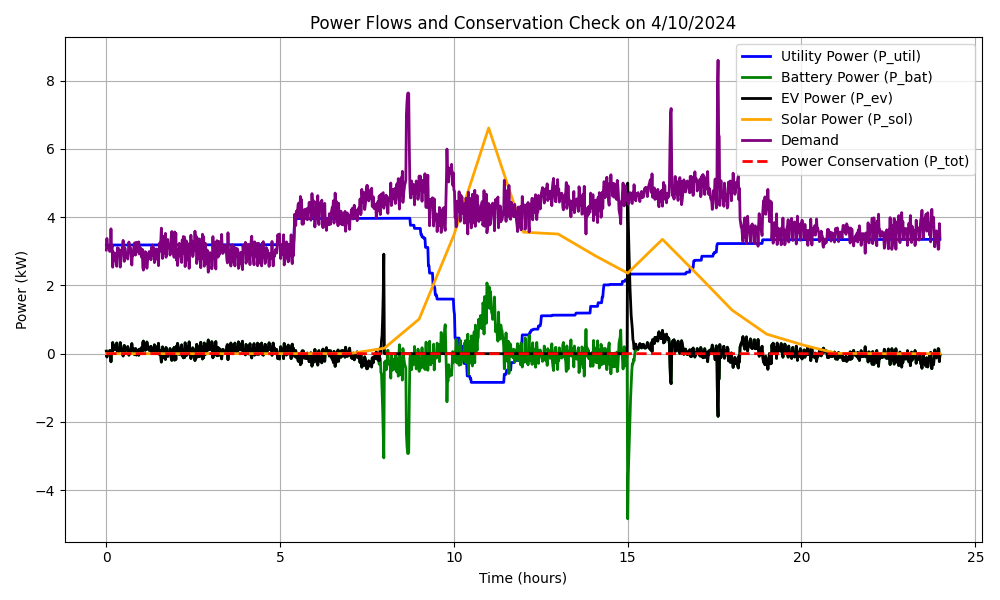 Power Flows and Conservation Check on 4/10/2024
Utility Power (P_util)
Battery Power (P_bat)
EV Power (P_ev)
Solar Power (P_sol)
Demand
Power Conservation (P_tot)
Power (kW)
8
6
4
2
0
−2
−4
0
5
10
15
20
25
Time (hours)